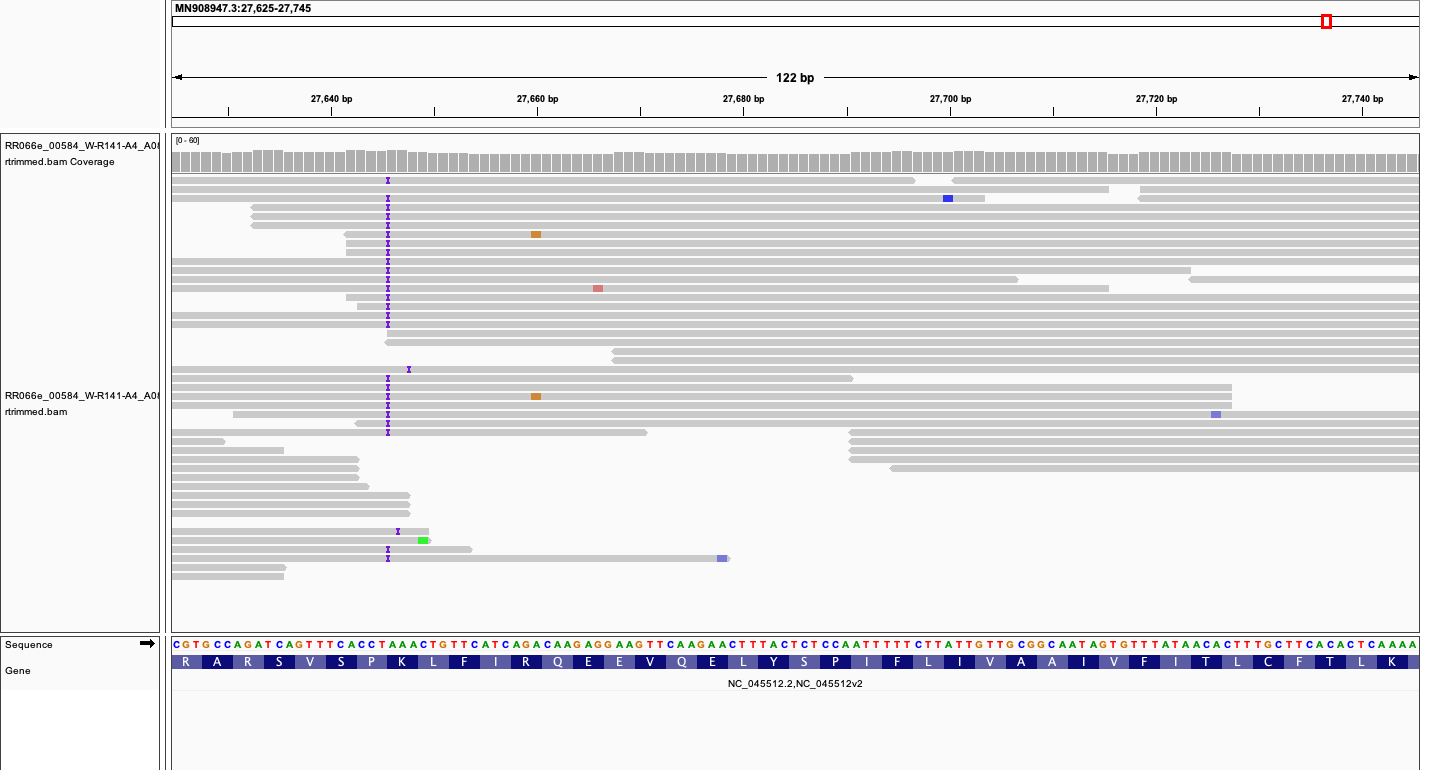 MN908947.3:27,625-27,745
122 bp
27,640 bp 27,660 bp 27,680 bp 27,700 bp 27,720 bp 27,740 bp
[0 - 60]
RR066e_00584_W-R141-A4_A0
rtrimmed.bam Coverage
RR066e_00584_W-R141-A4_A0
rtrimmed.bam
Sequence CGTGCCAGATCAGTTTCACCTAAACTGTTCATCAGACAAGAGGAAGTTCAAGAACTTTACTCTCCAATTTTTCTTATTGTTGCGGCAATAGTGTTTATAACACTTTGCTTCACACTCAAAA
Gene R A R S V S P K L F I R Q E E V Q E L Y S P I F L I V A A I V F I T L C F T L K
NC_045512.2,NC_045512v2